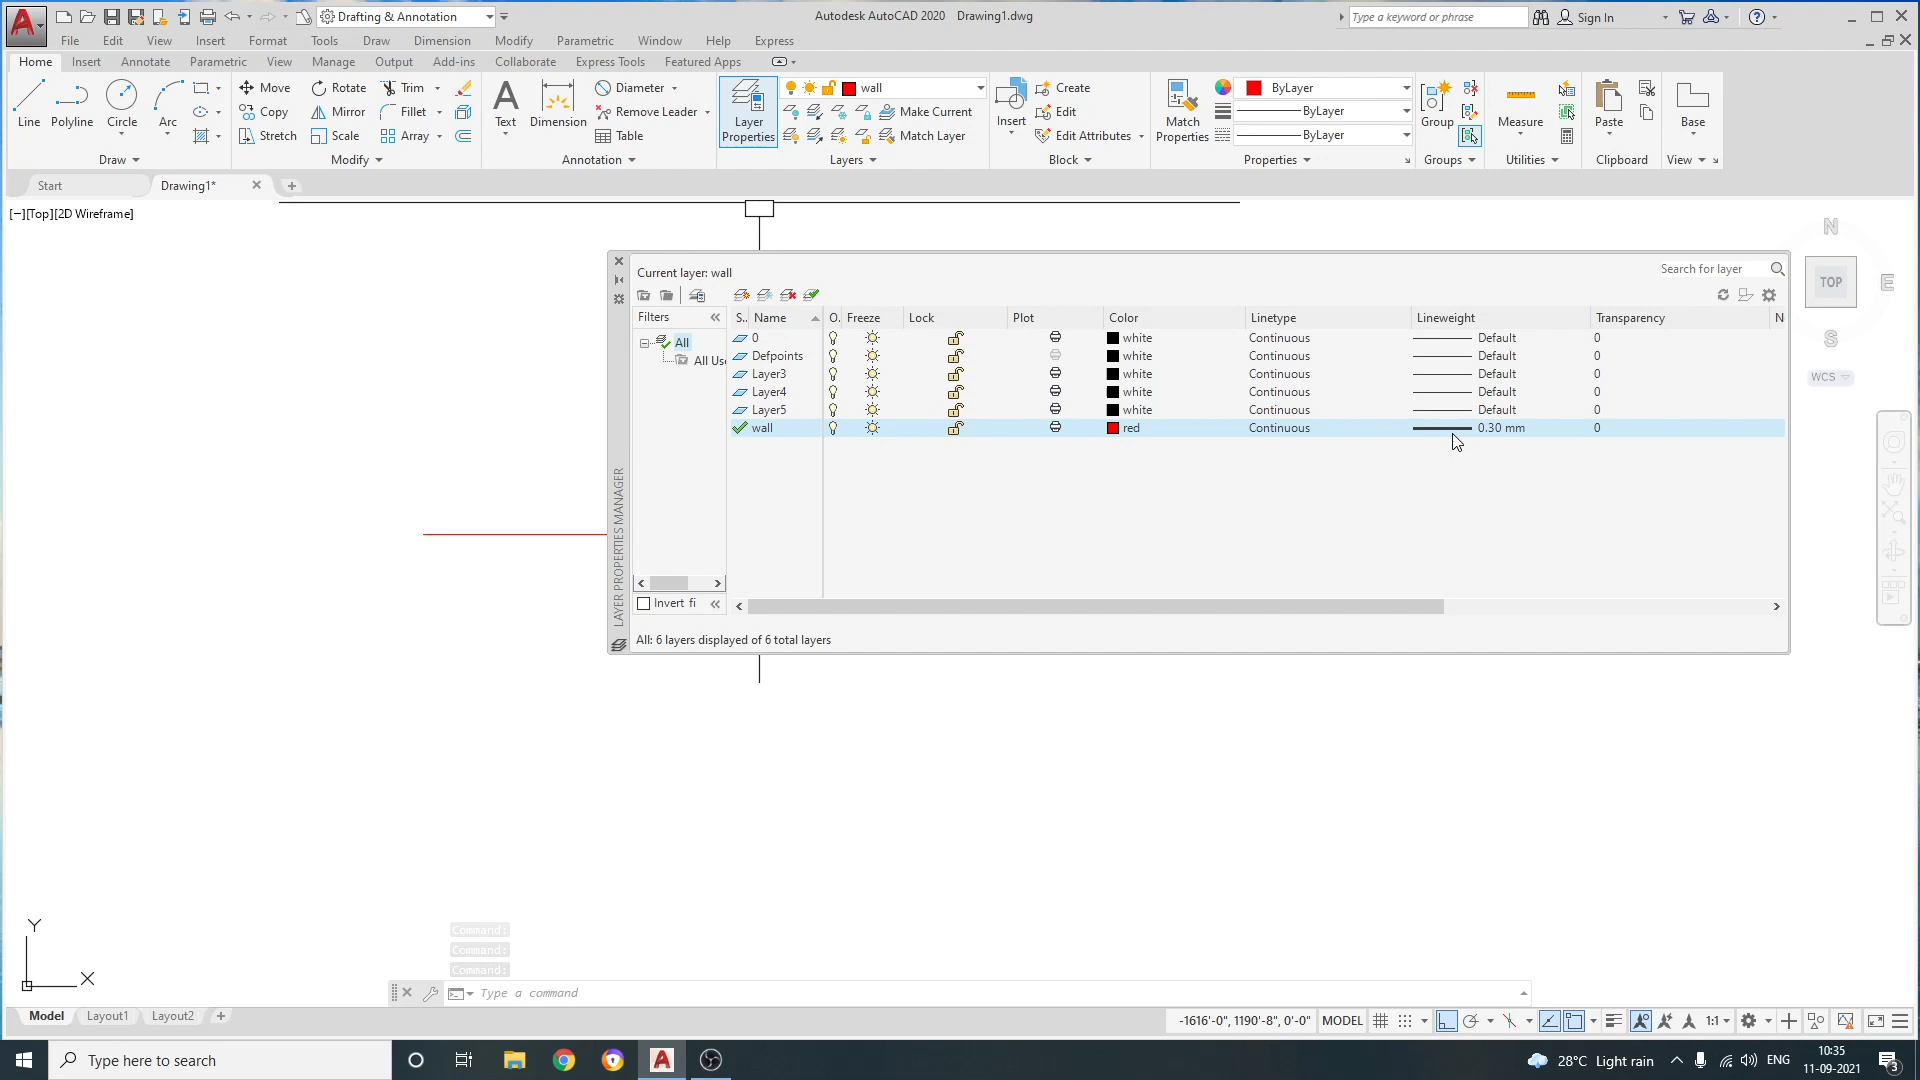 Drafting & Annotation
Autodesk AutoCAD 2020 Drawing1.dwg
Type a keyword or phrase
Sign In
File Edit View Insert Format Tools Draw Dimension Modify Parametric Window Help Express
Home Insert Annotate Parametric View Manage Output Add-ins Collaborate Express Tools Featured Apps
Line Polyline Circle Arc
Move Rotate Trim
Copy Mirror Fillet
Stretch Scale Array
Text Dimension
Diameter
Remove Leader
Table
Layer Properties
wall
Make Current
Match Layer
Insert
Create
Edit
Edit Attributes
Match Properties
ByLayer
ByLayer
ByLayer
Group
Measure
Paste
Base
Draw Modify Annotation Layers Block Properties Groups Utilities Clipboard View
Start Drawing1*
[−][Top][2D Wireframe]
N
TOP
E
S
WCS
Current layer: wall
Search for layer
Filters
All
All Use
Invert fi
S.. Name O. Freeze Lock Plot Color Linetype Lineweight Transparency N
0 white Continuous Default 0
Defpoints white Continuous Default 0
Layer3 white Continuous Default 0
Layer4 white Continuous Default 0
Layer5 white Continuous Default 0
wall red Continuous 0.30 mm 0
LAYER PROPERTIES MANAGER
All: 6 layers displayed of 6 total layers
Y
X
Command:
Command:
Command:
Type a command
Model Layout1 Layout2
-1616'-0", 1190'-8", 0'-0" MODEL 1:1
Type here to search
28°C Light rain
ENG
10:35
11-09-2021
3